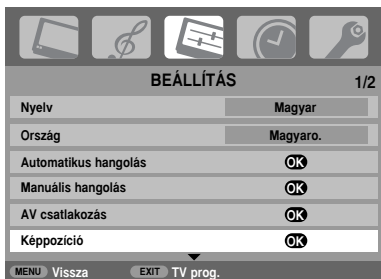 BEÁLLÍTÁS 1/2
Nyelv Magyar
Ország Magyaro.
Automatikus hangolás OK
Manuális hangolás OK
AV csatlakozás OK
Képpozíció OK
MENU Vissza EXIT TV prog.